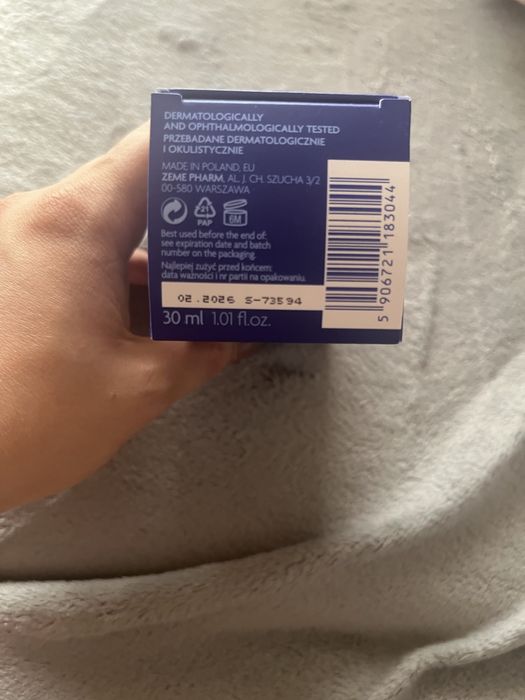 DERMATOLOGICALLY
AND OPHTHALMOLOGICALLY TESTED
PRZEBADANE DERMATOLOGICZNIE
I OKULISTYCZNIE
MADE IN POLAND, EU
ZEME PHARM, AL. J. CH. SZUCHA 3/2
00-580 WARSZAWA
21
PAP
6M
Best used before the end of:
see expiration date and batch
number on the packaging.
Najlepiej zużyć przed końcem:
data ważności i nr partii na opakowaniu.
02.2026 S-73594
30 ml 1.01 fl.oz.
5 906721 183044